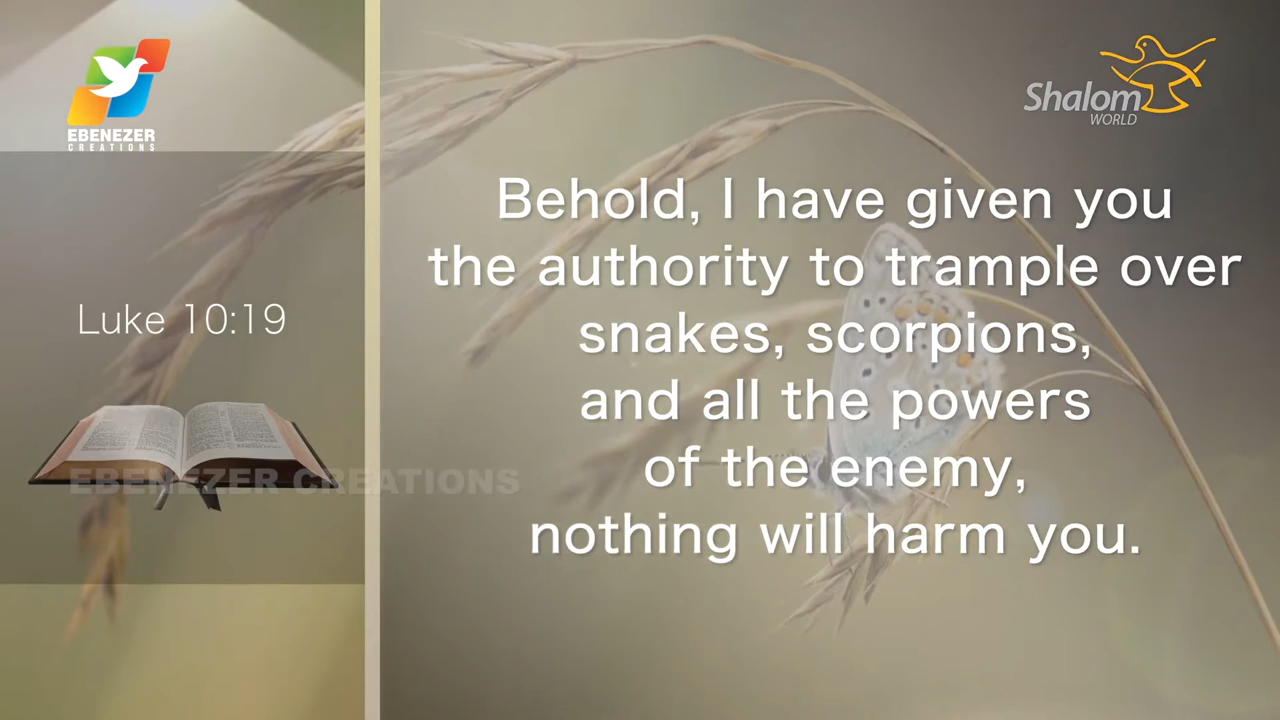 EBENEZER
CREATIONS
Shalom
WORLD
Luke 10:19
EBENEZER CREATIONS
Behold, I have given you
the authority to trample over
snakes, scorpions,
and all the powers
of the enemy,
nothing will harm you.